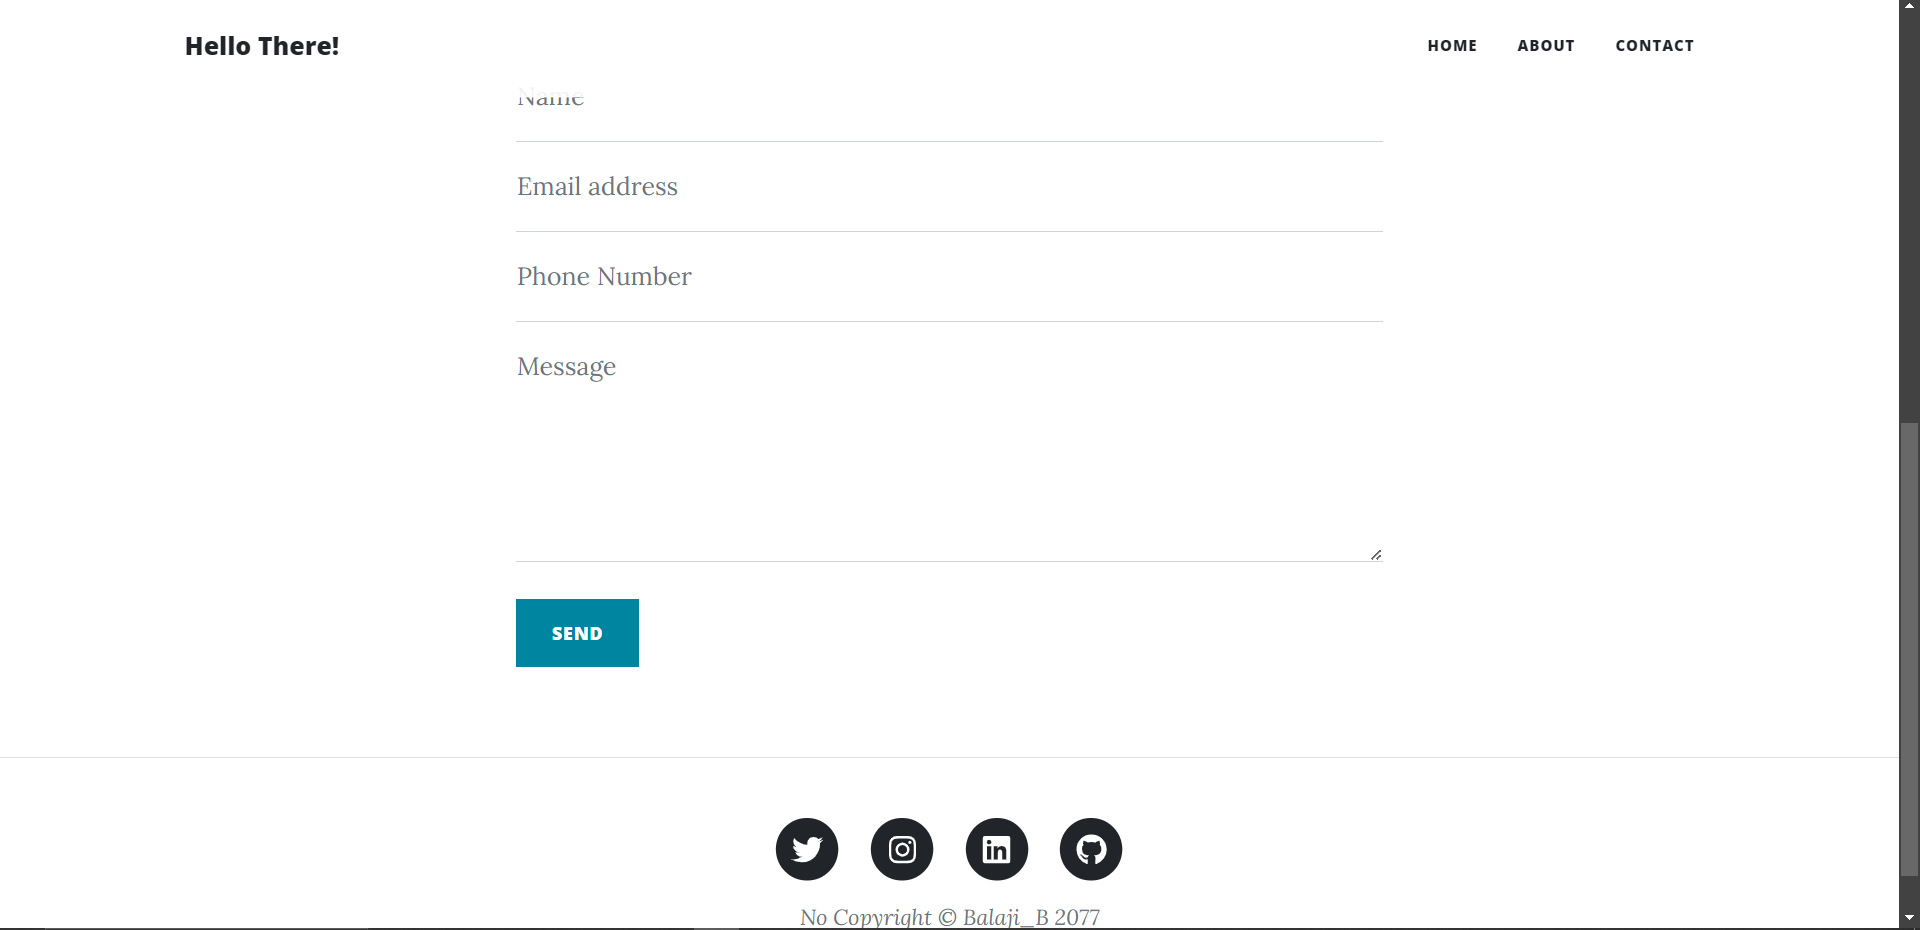 Hello There!
HOME ABOUT CONTACT
Name
Email address
Phone Number
Message
SEND
No Copyright © Balaji_B 2077